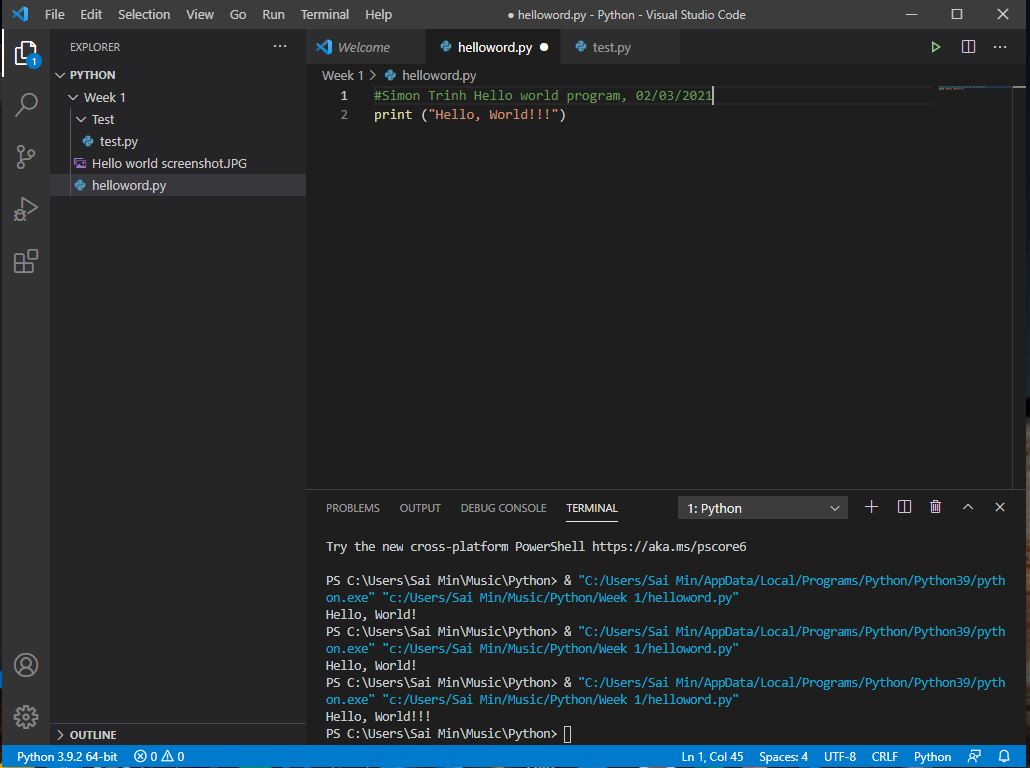 File Edit Selection View Go Run Terminal Help ● helloword.py - Python - Visual Studio Code
EXPLORER
1
PYTHON
Week 1
Test
test.py
Hello world screenshot.JPG
helloword.py
OUTLINE
Welcome helloword.py test.py
Week 1 > helloword.py
1 #Simon Trinh Hello world program, 02/03/2021
2 print ("Hello, World!!!")
PROBLEMS OUTPUT DEBUG CONSOLE TERMINAL 1: Python
Try the new cross-platform PowerShell https://aka.ms/pscore6
PS C:\Users\Sai Min\Music\Python> & "C:/Users/Sai Min/AppData/Local/Programs/Python/Python39/pyth
on.exe" "c:/Users/Sai Min/Music/Python/Week 1/helloword.py"
Hello, World!
PS C:\Users\Sai Min\Music\Python> & "C:/Users/Sai Min/AppData/Local/Programs/Python/Python39/pyth
on.exe" "c:/Users/Sai Min/Music/Python/Week 1/helloword.py"
Hello, World!
PS C:\Users\Sai Min\Music\Python> & "C:/Users/Sai Min/AppData/Local/Programs/Python/Python39/pyth
on.exe" "c:/Users/Sai Min/Music/Python/Week 1/helloword.py"
Hello, World!!!
PS C:\Users\Sai Min\Music\Python>
Python 3.9.2 64-bit 0 0 Ln 1, Col 45 Spaces: 4 UTF-8 CRLF Python